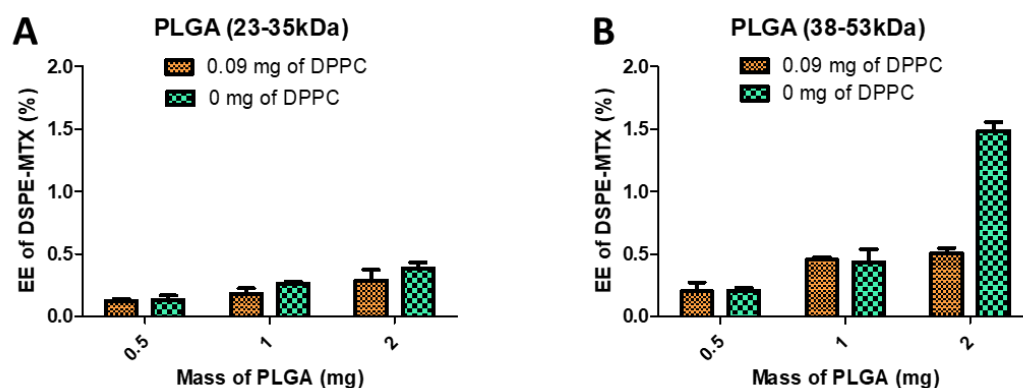 A
PLGA (23-35kDa)
0.09 mg of DPPC
0 mg of DPPC
EE of DSPE-MTX (%)
2.0
1.5
1.0
0.5
0.0
0.5
1
2
Mass of PLGA (mg)
B
PLGA (38-53kDa)
0.09 mg of DPPC
0 mg of DPPC
EE of DSPE-MTX (%)
2.0
1.5
1.0
0.5
0.0
0.5
1
2
Mass of PLGA (mg)